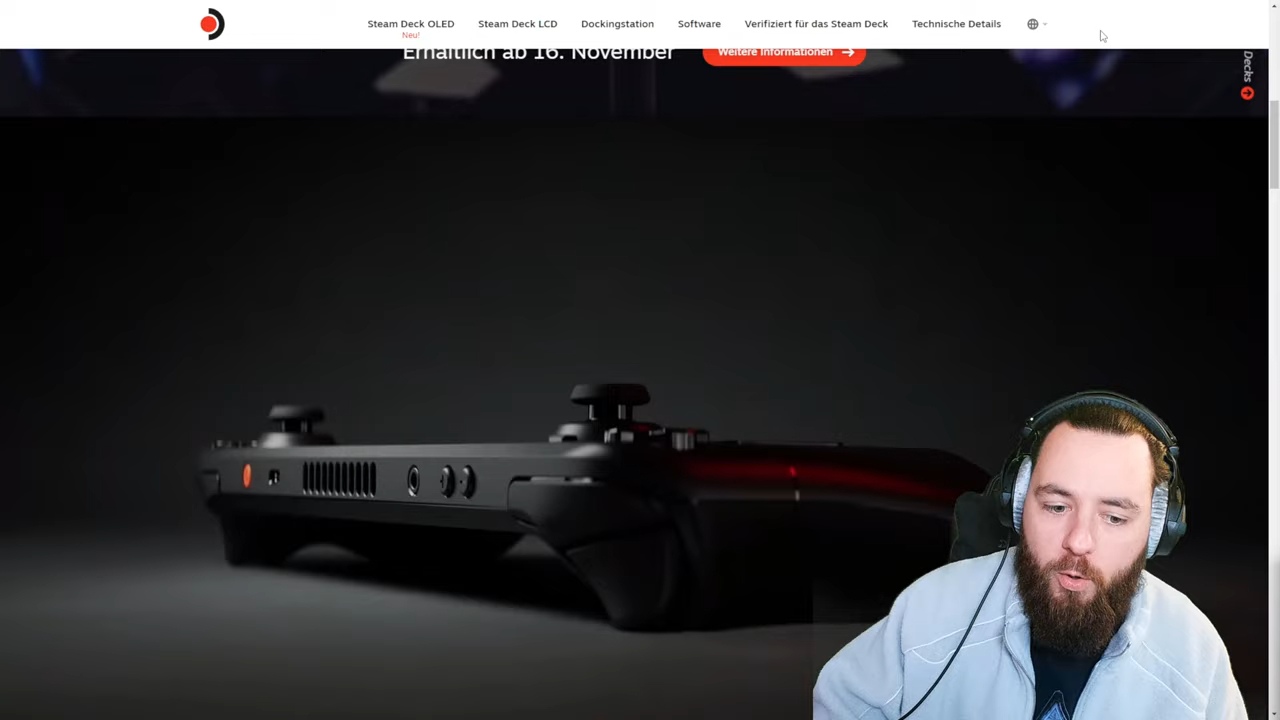 Steam Deck OLED
Neu!
Steam Deck LCD
Dockingstation
Software
Verifiziert für das Steam Deck
Technische Details
Erhältlich ab 16. November
Weitere Informationen
Decks